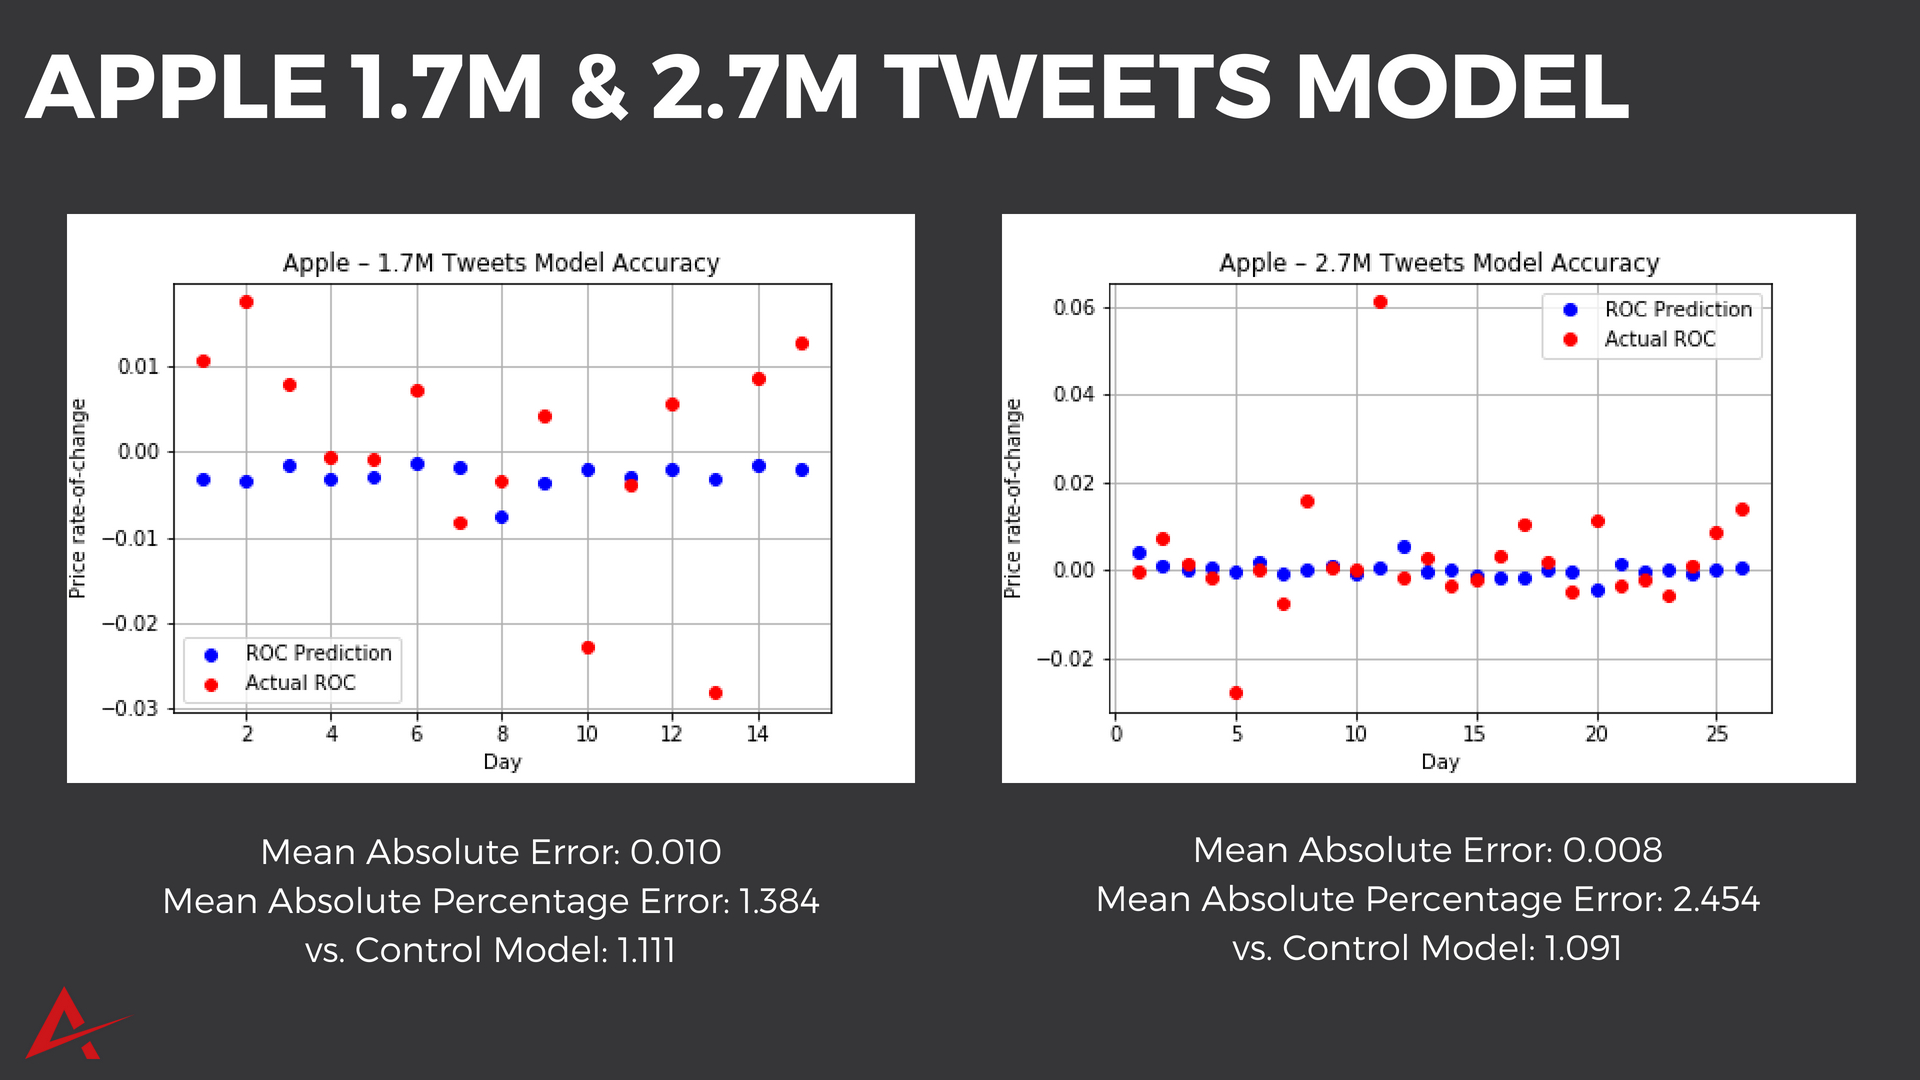 APPLE 1.7M & 2.7M TWEETS MODEL
Apple – 1.7M Tweets Model Accuracy
Price rate-of-change
0.01
0.00
−0.01
−0.02
−0.03
ROC Prediction
Actual ROC
2 4 6 8 10 12 14
Day
Mean Absolute Error: 0.010
Mean Absolute Percentage Error: 1.384
vs. Control Model: 1.111
Apple – 2.7M Tweets Model Accuracy
Price rate-of-change
0.06
0.04
0.02
0.00
−0.02
ROC Prediction
Actual ROC
0 5 10 15 20 25
Day
Mean Absolute Error: 0.008
Mean Absolute Percentage Error: 2.454
vs. Control Model: 1.091